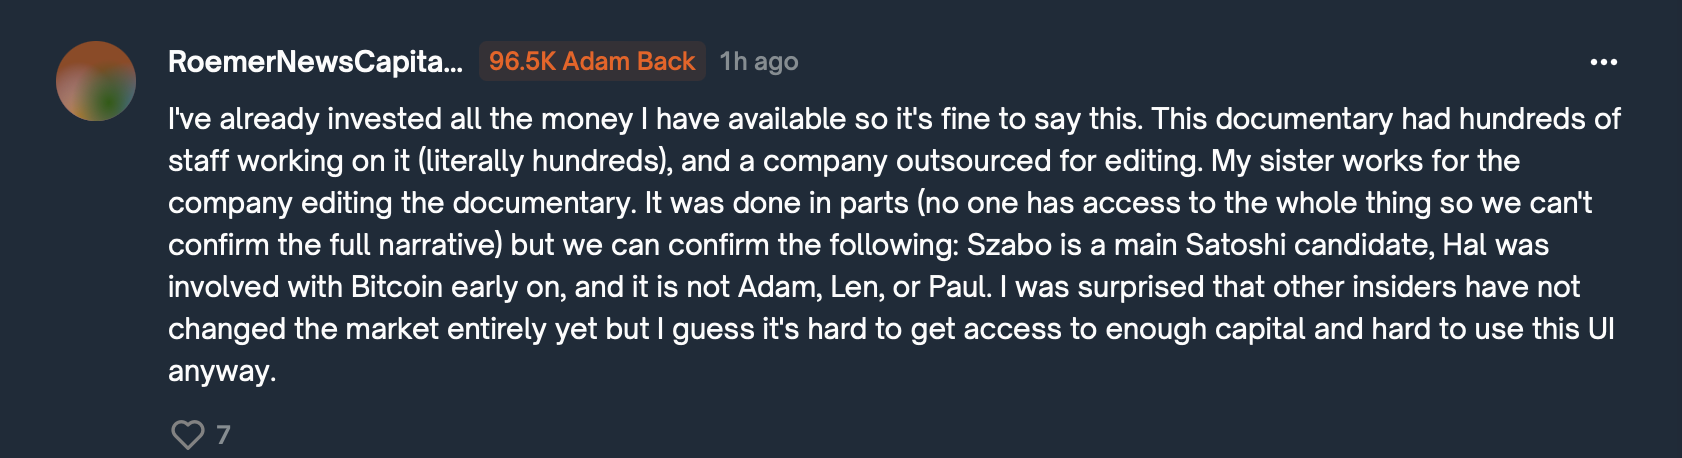 RoemerNewsCapita... 96.5K Adam Back 1h ago
I've already invested all the money I have available so it's fine to say this. This documentary had hundreds of
staff working on it (literally hundreds), and a company outsourced for editing. My sister works for the
company editing the documentary. It was done in parts (no one has access to the whole thing so we can't
confirm the full narrative) but we can confirm the following: Szabo is a main Satoshi candidate, Hal was
involved with Bitcoin early on, and it is not Adam, Len, or Paul. I was surprised that other insiders have not
changed the market entirely yet but I guess it's hard to get access to enough capital and hard to use this UI
anyway.
7